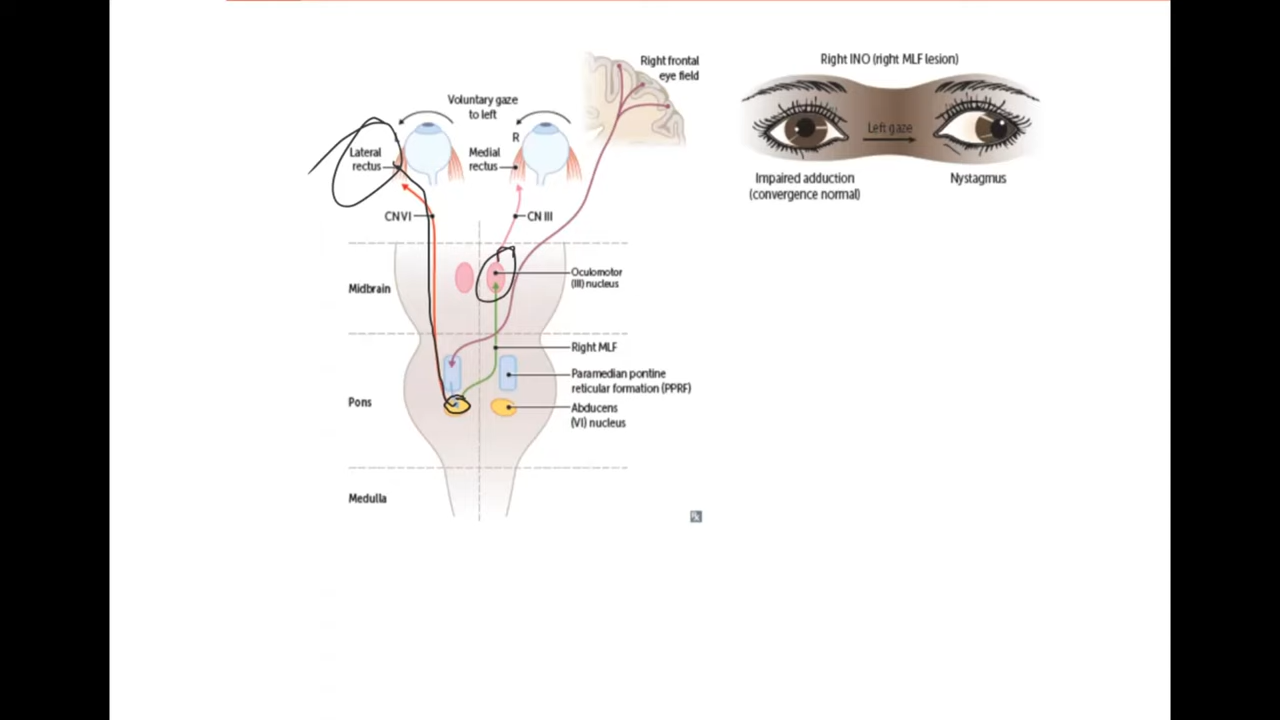 Right frontal
eye field
Voluntary gaze
to left
R
Lateral
rectus
Medial
rectus
CN VI
CN III
Oculomotor
(III) nucleus
Midbrain
Right MLF
Paramedian pontine
reticular formation (PPRF)
Pons
Abducens
(VI) nucleus
Medulla
Right INO (right MLF lesion)
Left gaze
Impaired adduction
(convergence normal)
Nystagmus